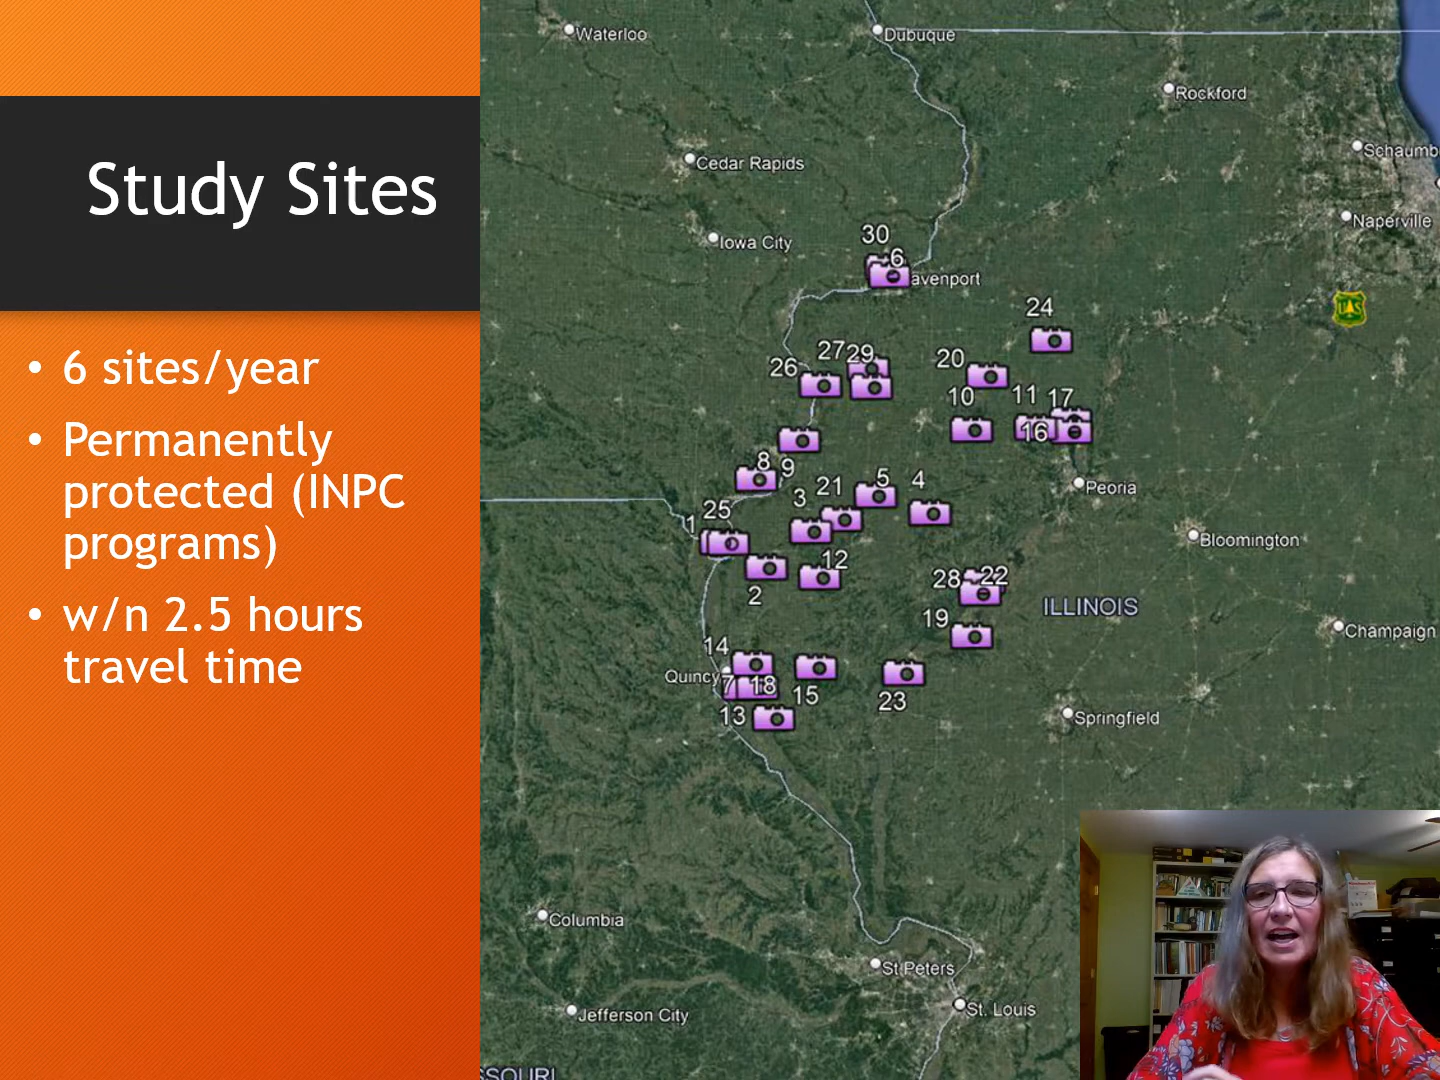 Study Sites
• 6 sites/year
• Permanently
protected (INPC
programs)
• w/n 2.5 hours
travel time
Waterloo
Dubuque
Rockford
Schaumb
Cedar Rapids
Naperville
Iowa City
30
6
avenport
24
27
29
20
26
10
11
17
16
8
9
5
4
21
3
Peoria
25
1
Bloomington
12
2
28
22
ILLINOIS
19
Champaign
14
Quincy
7
18
15
23
13
Springfield
Columbia
St Peters
St. Louis
Jefferson City
SSOURI